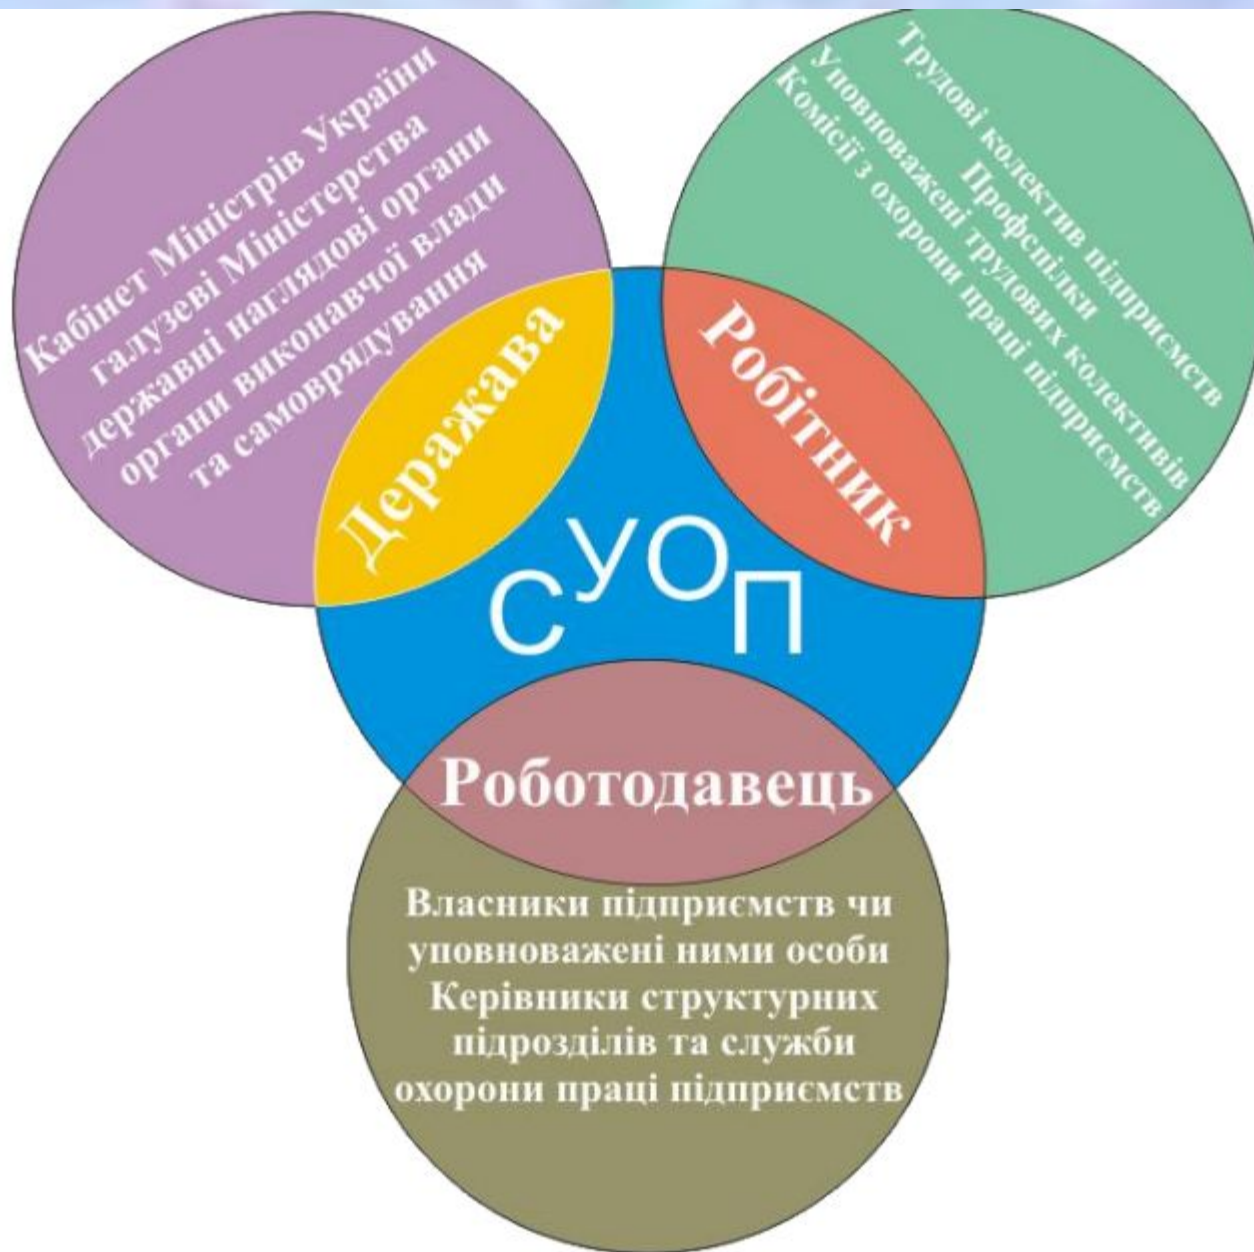 Кабінет Міністрів України
галузеві Міністерства
державні наглядові органи
органи виконавчої влади
та самоврядування
Деражава
Трудові колектив підприємств
Профспілки
Уповноважені трудових колективів
Комісії з охорони праці підприємств
Робітник
СУОП
Роботодавець
Власники підприємств чи
уповноважені ними особи
Керівники структурних
підрозділів та служби
охорони праці підприємств